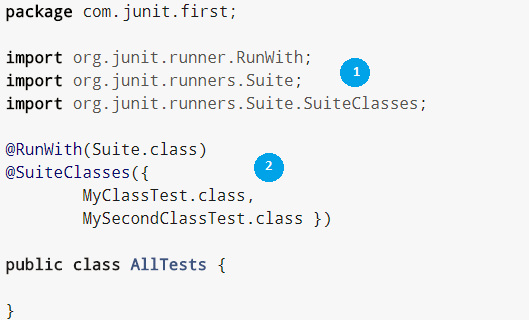 package com.junit.first;
import org.junit.runner.RunWith;
import org.junit.runners.Suite;
1
import org.junit.runners.Suite.SuiteClasses;
@RunWith(Suite.class)
@SuiteClasses({
2
MyClassTest.class,
MySecondClassTest.class })
public class AllTests {
}